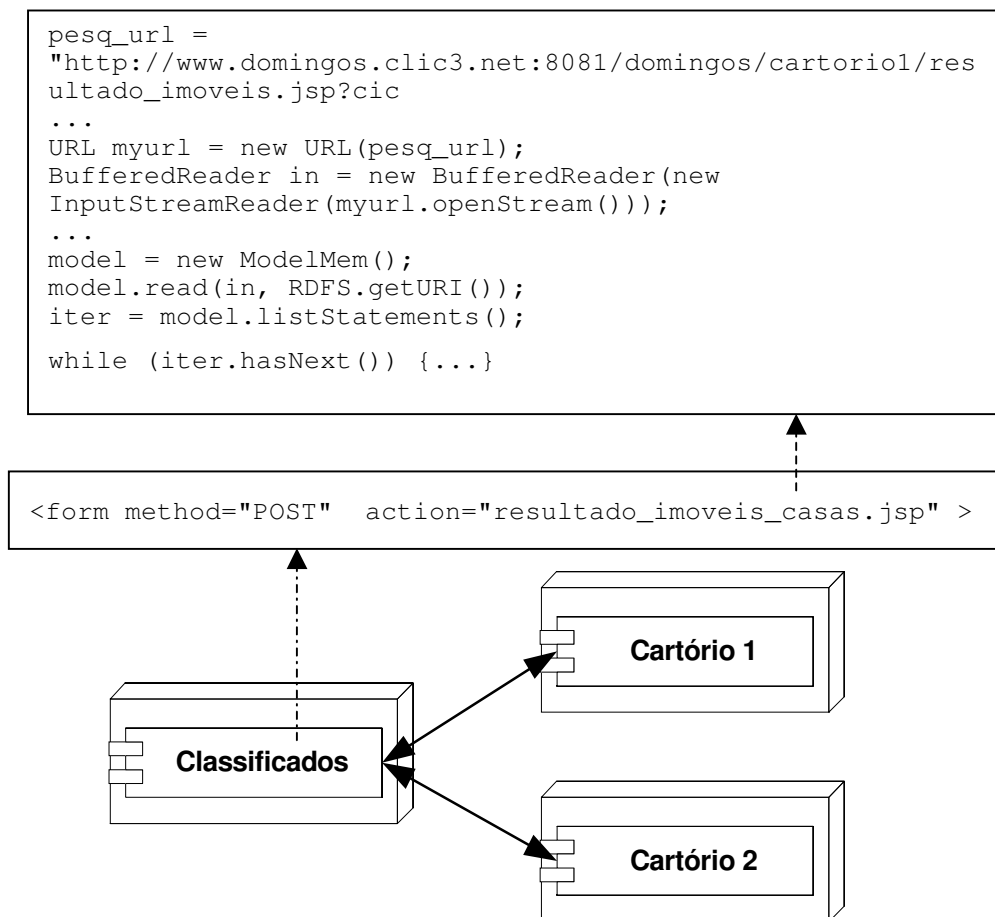 pesq_url =
"http://www.domingos.clic3.net:8081/domingos/cartorio1/res
ultado_imoveis.jsp?cic
...
URL myurl = new URL(pesq_url);
BufferedReader in = new BufferedReader(new
InputStreamReader(myurl.openStream()));
...
model = new ModelMem();
model.read(in, RDFS.getURI());
iter = model.listStatements();
while (iter.hasNext()) {...}
<form method="POST"  action="resultado_imoveis_casas.jsp" >
Cartório 1
Classificados
Cartório 2